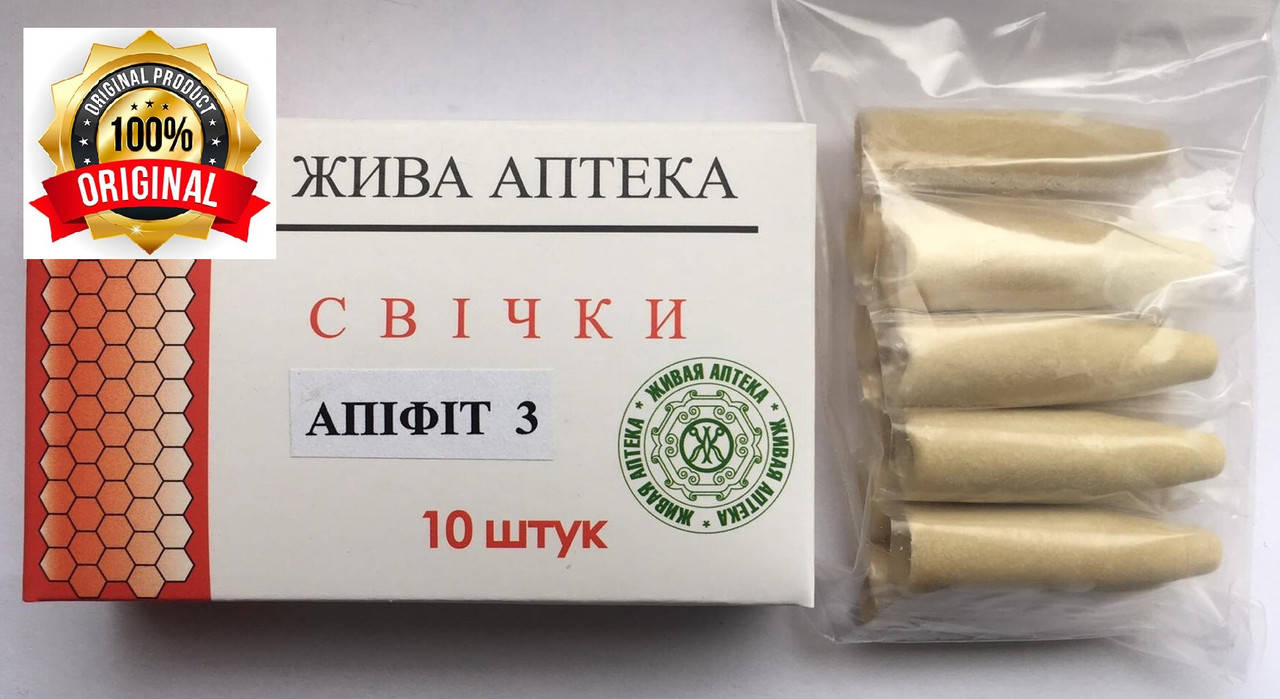 ORIGINAL PRODUCT
100%
ORIGINAL
ЖИВА АПТЕКА
СВІЧКИ
АПІФІТ 3
ЖИВАЯ АПТЕКА * ЖИВАЯ АПТЕКА * ЖИВАЯ АПТЕКА *
Ж
10 штук